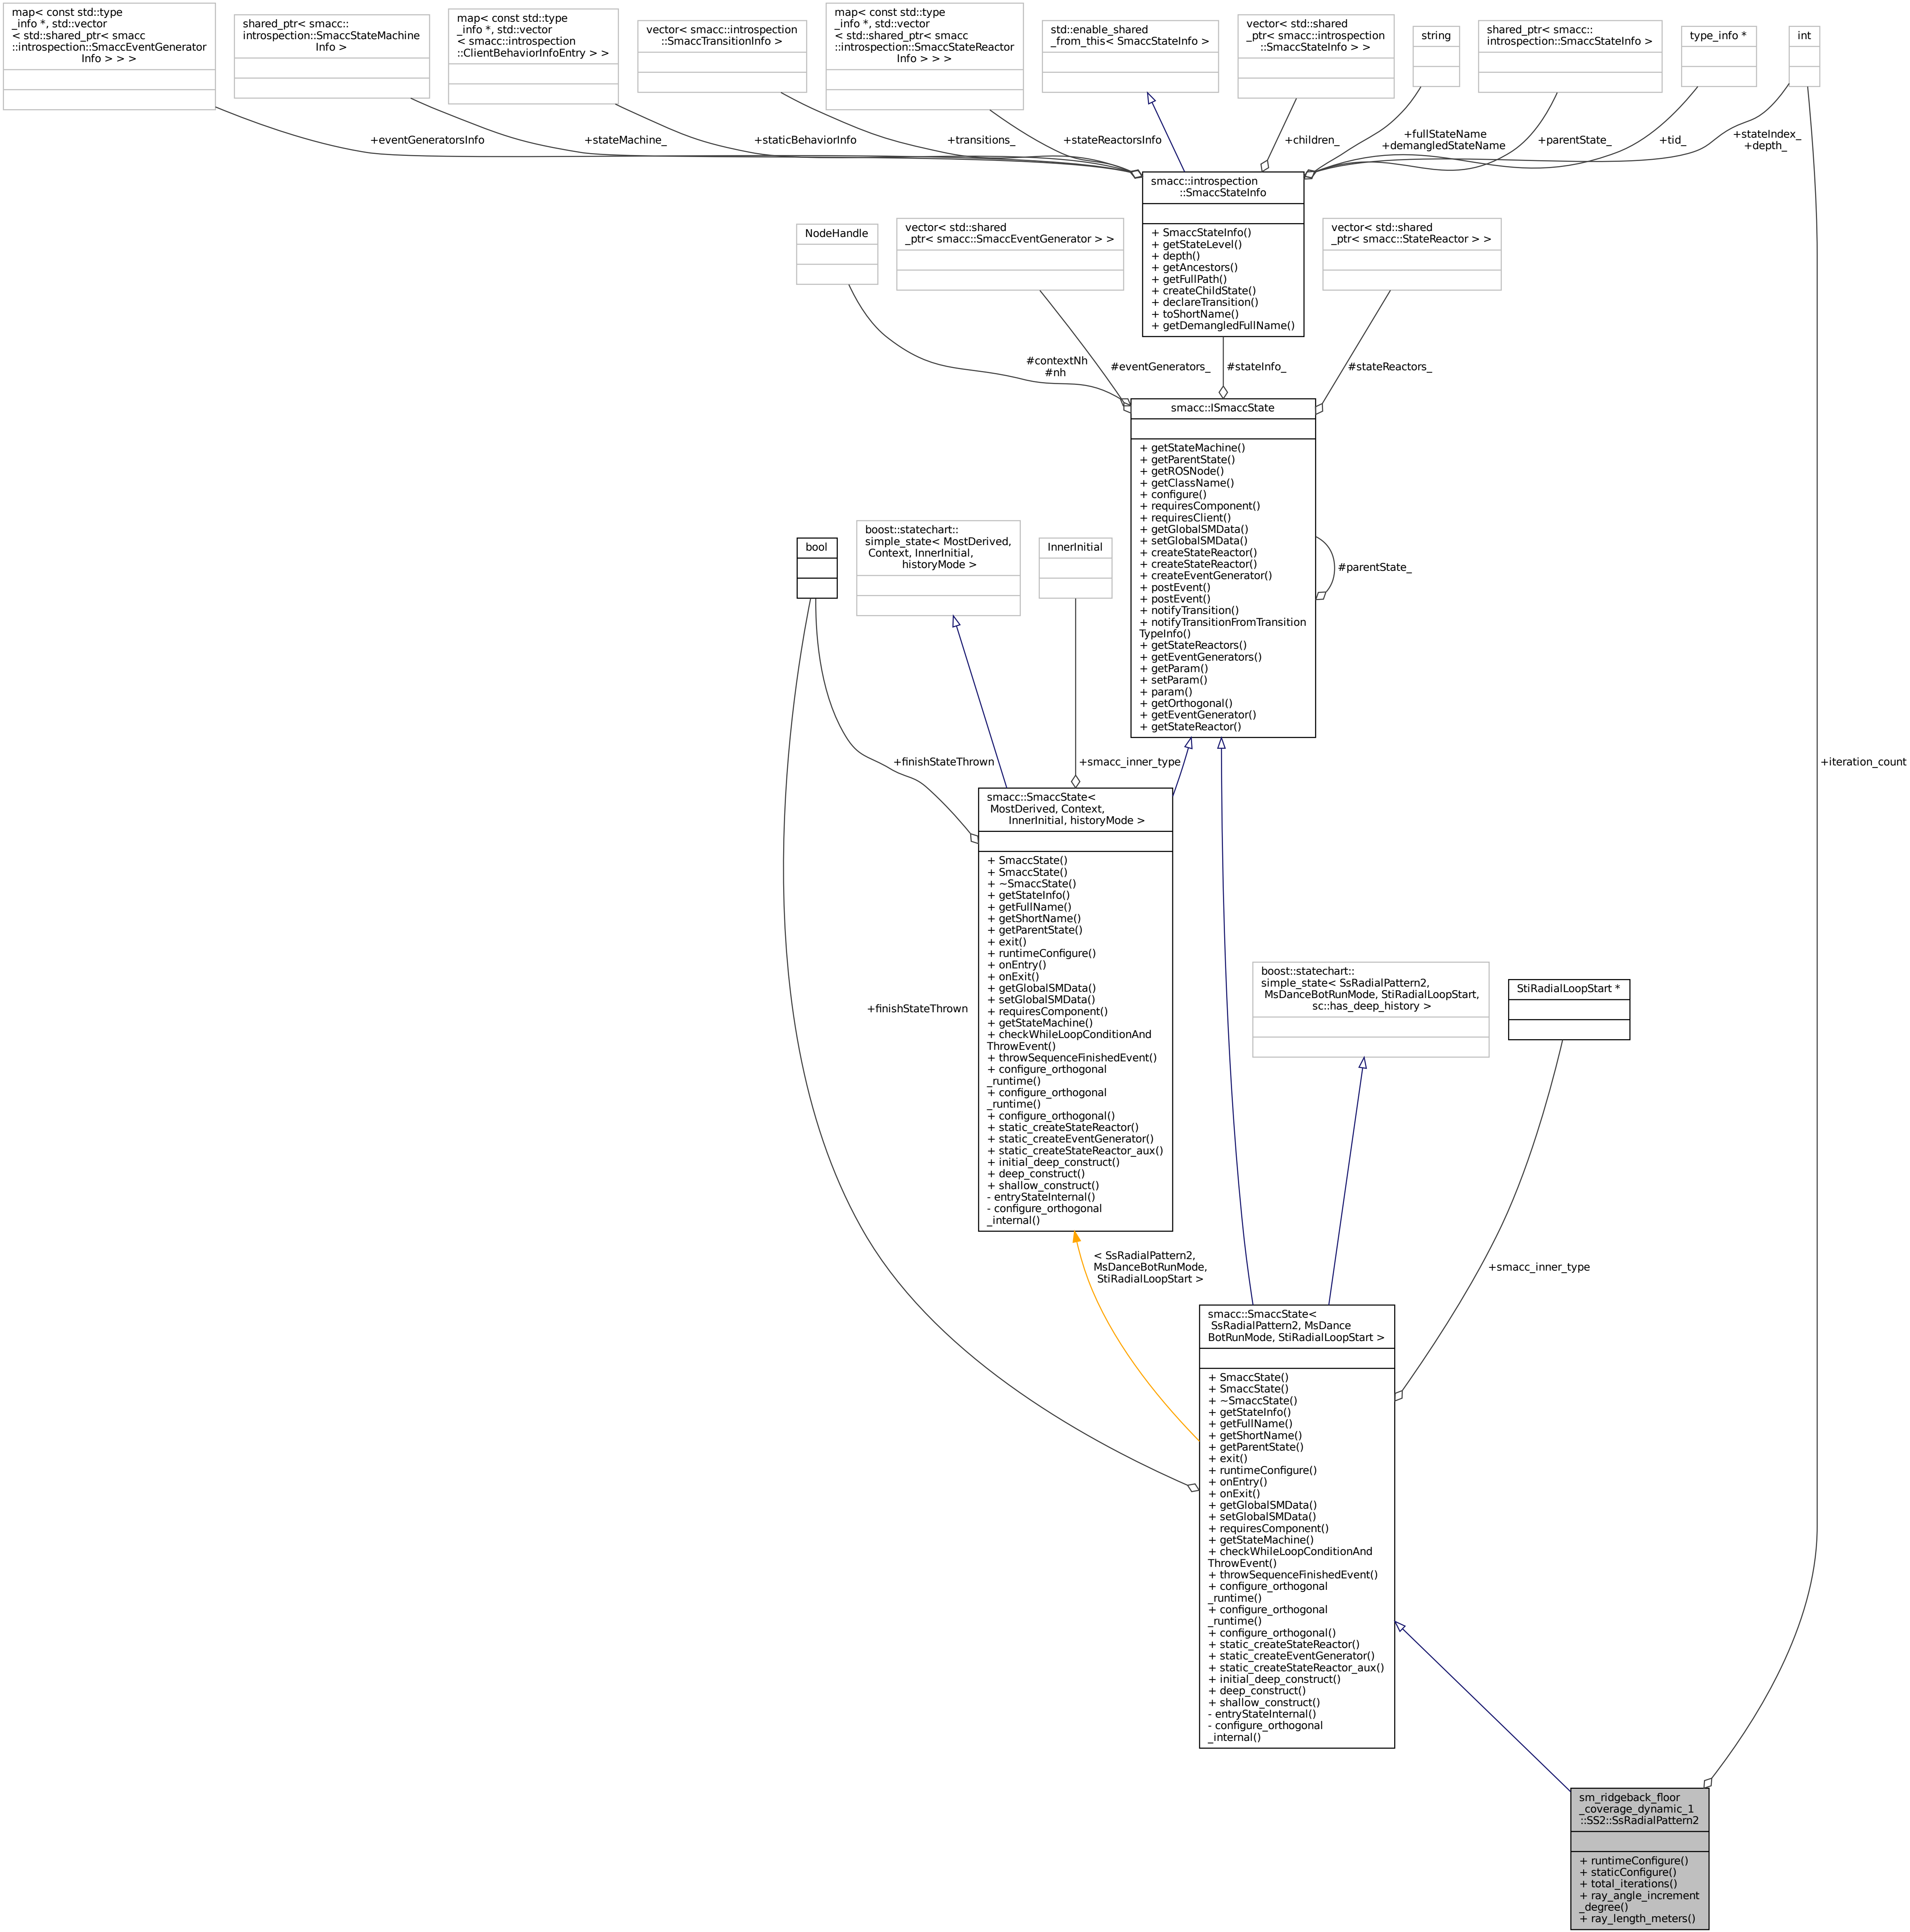 map< const std::type
_info *, std::vector
< std::shared_ptr< smacc
::introspection::SmaccEventGenerator
Info > > >
shared_ptr< smacc::
introspection::SmaccStateMachine
Info >
map< const std::type
_info *, std::vector
< smacc::introspection
::ClientBehaviorInfoEntry > >
vector< smacc::introspection
::SmaccTransitionInfo >
map< const std::type
_info *, std::vector
< std::shared_ptr< smacc
::introspection::SmaccStateReactor
Info > > >
std::enable_shared
_from_this< SmaccStateInfo >
vector< std::shared
_ptr< smacc::introspection
::SmaccStateInfo > >
string
shared_ptr< smacc::
introspection::SmaccStateInfo >
type_info *
int
+eventGeneratorsInfo
+stateMachine_
+staticBehaviorInfo
+transitions_
+stateReactorsInfo
+children_
+fullStateName
+demangledStateName
+parentState_
+tid_
+stateIndex_
+depth_
smacc::introspection
::SmaccStateInfo
+ SmaccStateInfo()
+ getStateLevel()
+ depth()
+ getAncestors()
+ getFullPath()
+ createChildState()
+ declareTransition()
+ toShortName()
+ getDemangledFullName()
NodeHandle
vector< std::shared
_ptr< smacc::SmaccEventGenerator > >
vector< std::shared
_ptr< smacc::StateReactor > >
#contextNh
#nh
#eventGenerators_
#stateInfo_
#stateReactors_
smacc::ISmaccState
+ getStateMachine()
+ getParentState()
+ getROSNode()
+ getClassName()
+ configure()
+ requiresComponent()
+ requiresClient()
+ getGlobalSMData()
+ setGlobalSMData()
+ createStateReactor()
+ createStateReactor()
+ createEventGenerator()
+ postEvent()
+ postEvent()
+ notifyTransition()
+ notifyTransitionFromTransition
TypeInfo()
+ getStateReactors()
+ getEventGenerators()
+ getParam()
+ setParam()
+ param()
+ getOrthogonal()
+ getEventGenerator()
+ getStateReactor()
#parentState_
bool
boost::statechart::
simple_state< MostDerived,
Context, InnerInitial,
historyMode >
InnerInitial
+finishStateThrown
+smacc_inner_type
+iteration_count
smacc::SmaccState<
MostDerived, Context,
InnerInitial, historyMode >
+ SmaccState()
+ SmaccState()
+ ~SmaccState()
+ getStateInfo()
+ getFullName()
+ getShortName()
+ getParentState()
+ exit()
+ runtimeConfigure()
+ onEntry()
+ onExit()
+ getGlobalSMData()
+ setGlobalSMData()
+ requiresComponent()
+ getStateMachine()
+ checkWhileLoopConditionAnd
ThrowEvent()
+ throwSequenceFinishedEvent()
+ configure_orthogonal
_runtime()
+ configure_orthogonal
_runtime()
+ configure_orthogonal()
+ static_createStateReactor()
+ static_createEventGenerator()
+ static_createStateReactor_aux()
+ initial_deep_construct()
+ deep_construct()
+ shallow_construct()
- entryStateInternal()
- configure_orthogonal
_internal()
+finishStateThrown
boost::statechart::
simple_state< SsRadialPattern2,
MsDanceBotRunMode, StiRadialLoopStart,
sc::has_deep_history >
StiRadialLoopStart *
< SsRadialPattern2,
MsDanceBotRunMode,
StiRadialLoopStart >
+smacc_inner_type
smacc::SmaccState<
SsRadialPattern2, MsDance
BotRunMode, StiRadialLoopStart >
+ SmaccState()
+ SmaccState()
+ ~SmaccState()
+ getStateInfo()
+ getFullName()
+ getShortName()
+ getParentState()
+ exit()
+ runtimeConfigure()
+ onEntry()
+ onExit()
+ getGlobalSMData()
+ setGlobalSMData()
+ requiresComponent()
+ getStateMachine()
+ checkWhileLoopConditionAnd
ThrowEvent()
+ throwSequenceFinishedEvent()
+ configure_orthogonal
_runtime()
+ configure_orthogonal
_runtime()
+ configure_orthogonal()
+ static_createStateReactor()
+ static_createEventGenerator()
+ static_createStateReactor_aux()
+ initial_deep_construct()
+ deep_construct()
+ shallow_construct()
- entryStateInternal()
- configure_orthogonal
_internal()
sm_ridgeback_floor
_coverage_dynamic_1
::SS2::SsRadialPattern2
+ runtimeConfigure()
+ staticConfigure()
+ total_iterations()
+ ray_angle_increment
_degree()
+ ray_length_meters()